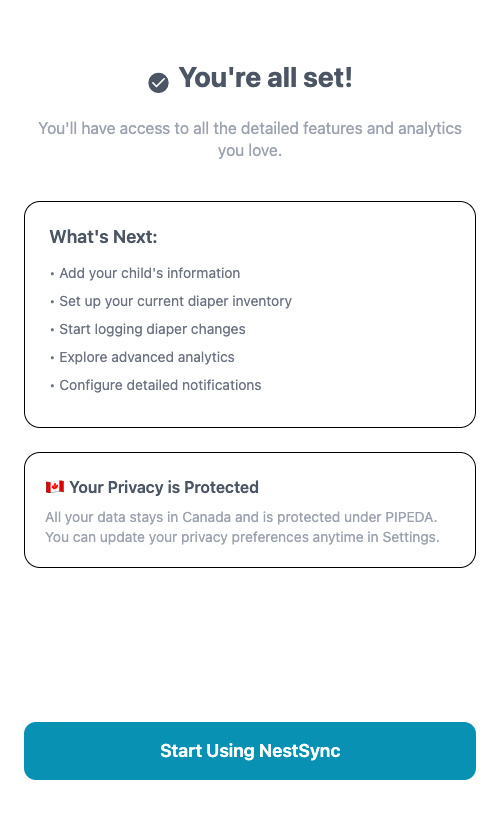 You're all set!
You'll have access to all the detailed features and analytics
you love.
What's Next:
• Add your child's information
• Set up your current diaper inventory
• Start logging diaper changes
• Explore advanced analytics
• Configure detailed notifications
🇨🇦 Your Privacy is Protected
All your data stays in Canada and is protected under PIPEDA.
You can update your privacy preferences anytime in Settings.
Start Using NestSync